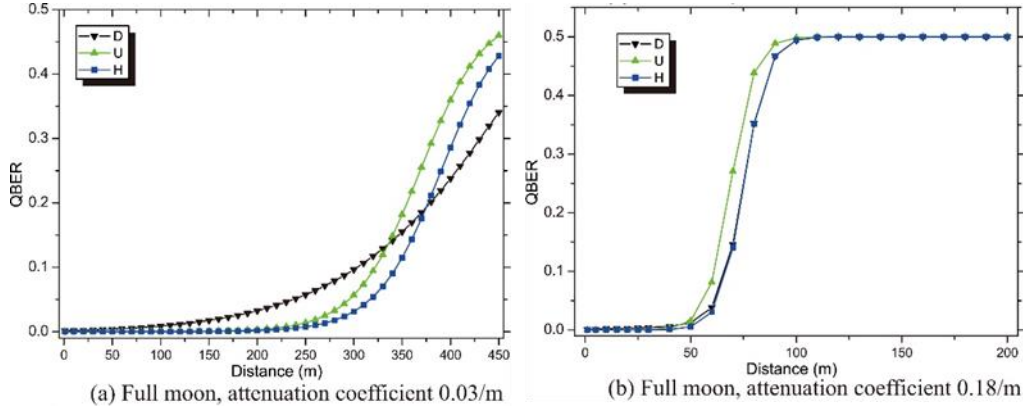 0.5
0.4
0.3
0.2
0.1
0.0
QBER
D
U
H
0 50 100 150 200 250 300 350 400 450
Distance (m)
(a) Full moon, attenuation coefficient 0.03/m
0.5
0.4
0.3
0.2
0.1
0.0
QBER
D
U
H
0 50 100 150 200
Distance (m)
(b) Full moon, attenuation coefficient 0.18/m